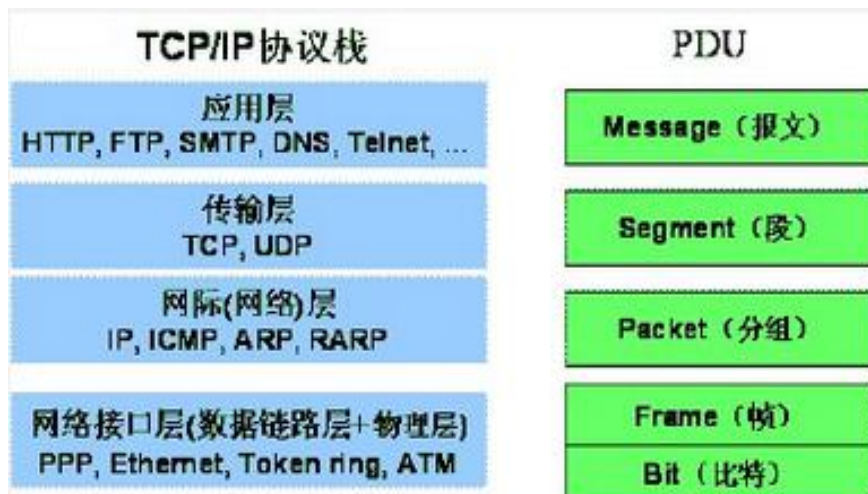 TCP/IP协议栈
PDU
应用层
HTTP, FTP, SMTP, DNS, Telnet, ...
Message（报文）
传输层
TCP, UDP
Segment（段）
网际(网络)层
IP, ICMP, ARP, RARP
Packet（分组）
网络接口层(数据链路层+物理层)
PPP, Ethernet, Token ring, ATM
Frame（帧）
Bit（比特）